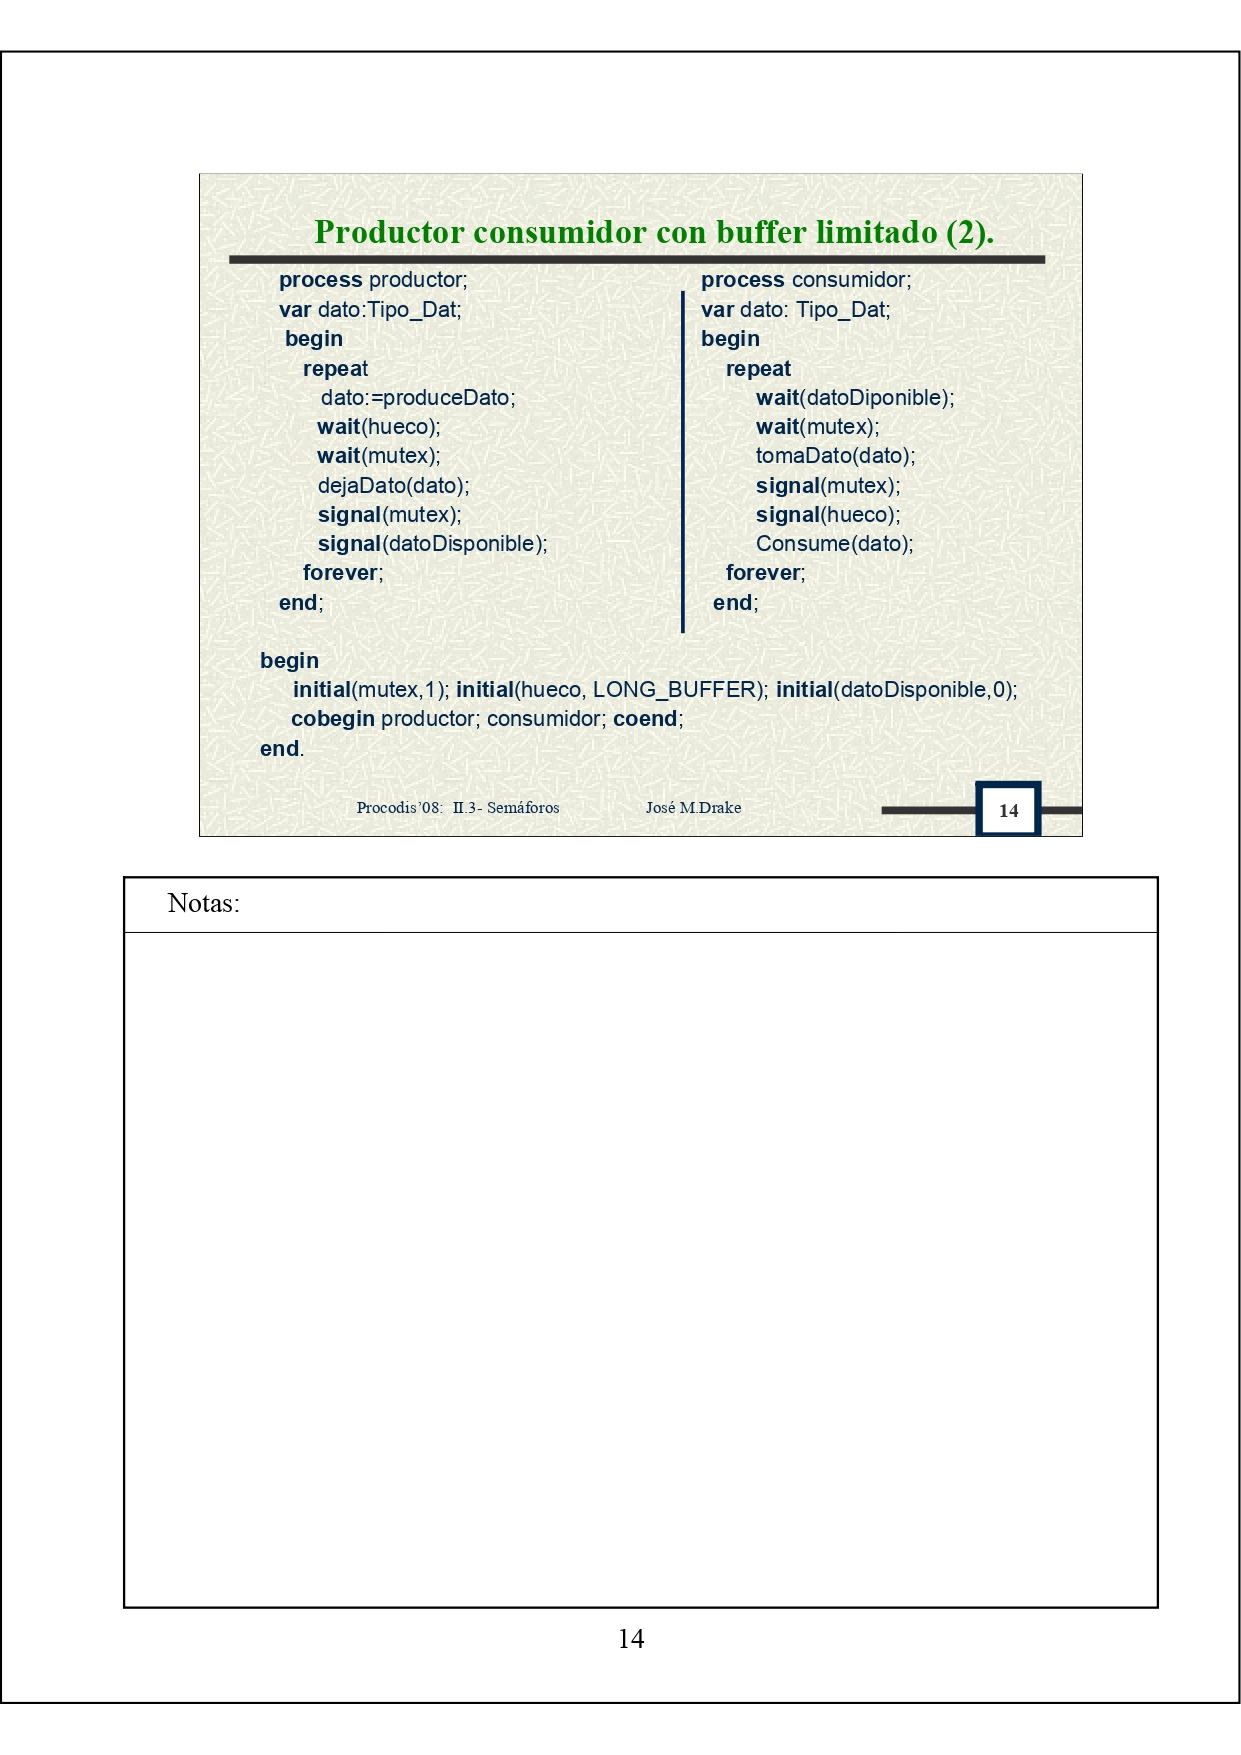 Productor consumidor con buffer limitado (2).
process productor;
var dato:Tipo_Dat;
begin
repeat
dato:=produceDato;
wait(hueco);
wait(mutex);
dejaDato(dato);
signal(mutex);
signal(datoDisponible);
forever;
end;
process consumidor;
var dato: Tipo_Dat;
begin
repeat
wait(datoDiponible);
wait(mutex);
tomaDato(dato);
signal(mutex);
signal(hueco);
Consume(dato);
forever;
end;
begin
initial(mutex,1); initial(hueco, LONG_BUFFER); initial(datoDisponible,0);
cobegin productor; consumidor; coend;
end.
Procodis'08: II.3- Semáforos José M.Drake 14
Notas:
14